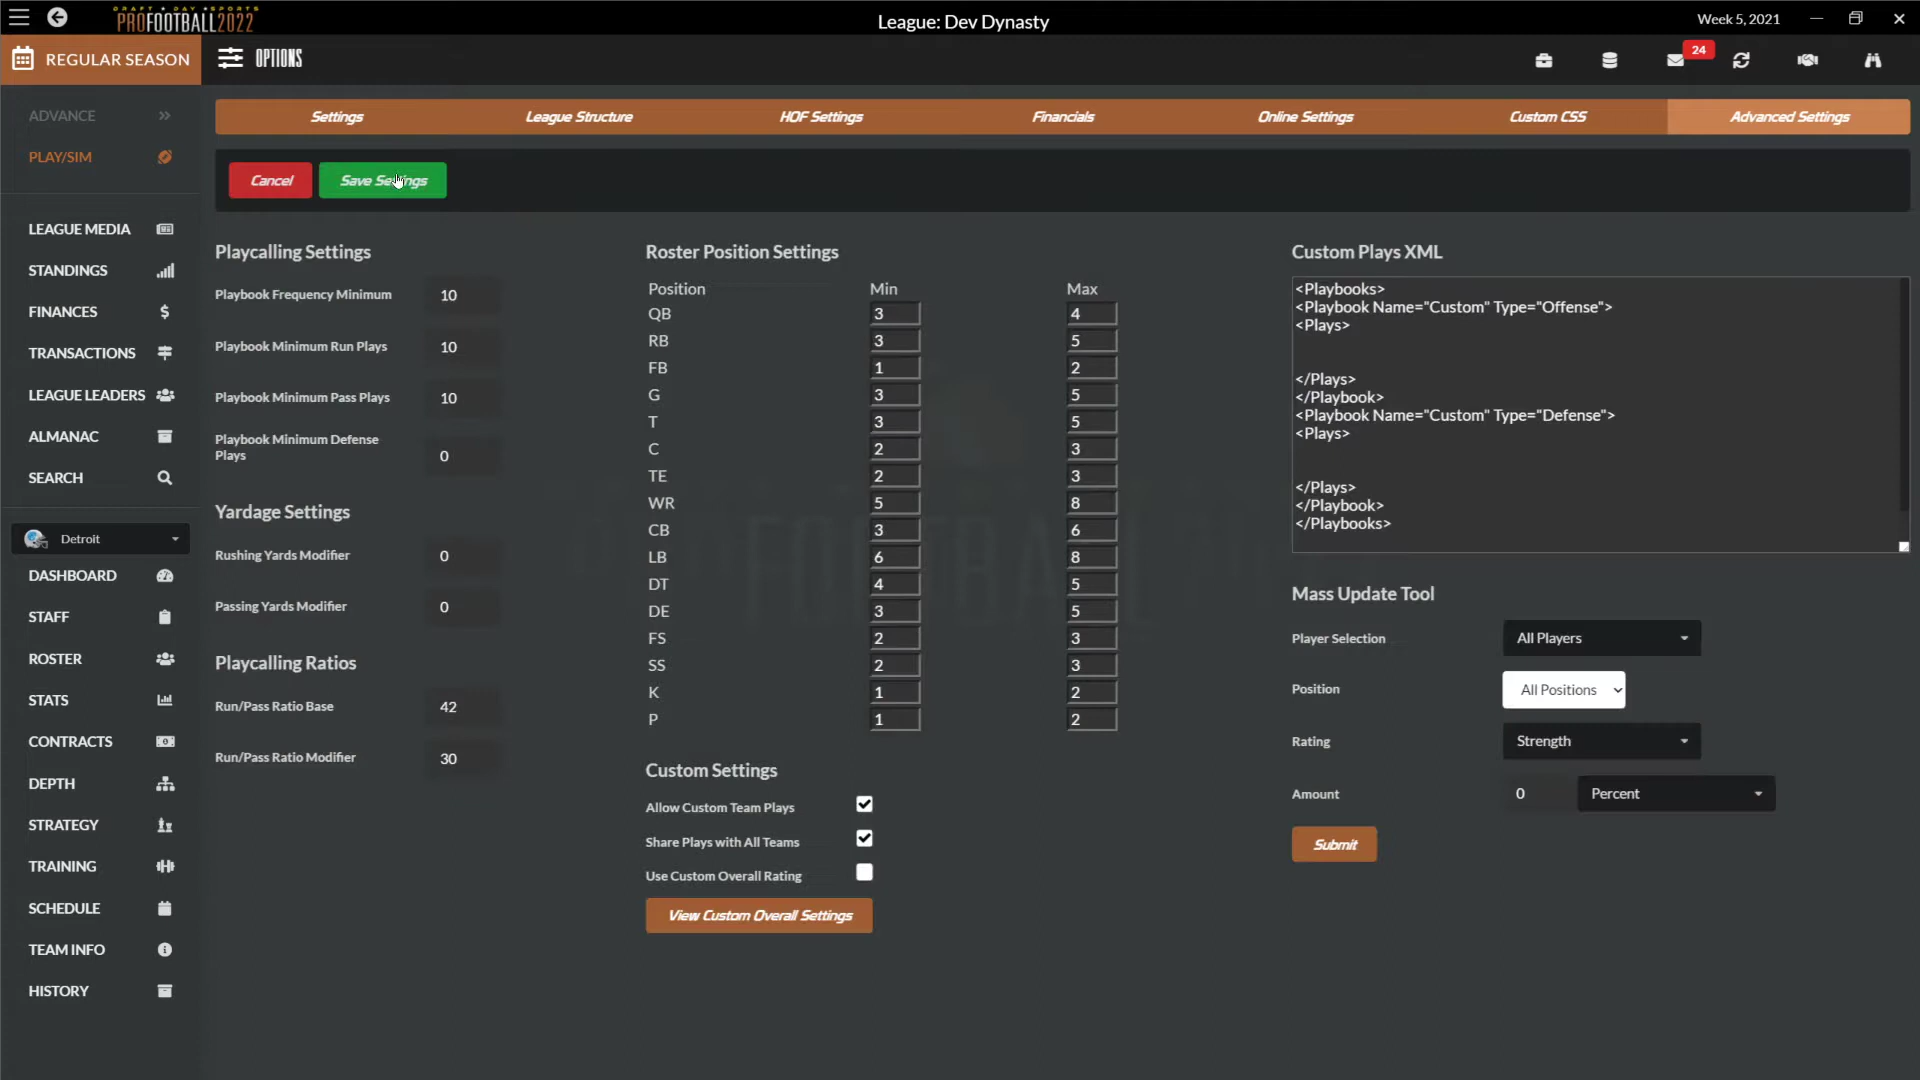 DRAFT DAY SPORTS
PRO FOOTBALL 2022
League: Dev Dynasty
Week 5, 2021
REGULAR SEASON
OPTIONS
24
ADVANCE
PLAY/SIM
LEAGUE MEDIA
STANDINGS
FINANCES
TRANSACTIONS
LEAGUE LEADERS
ALMANAC
SEARCH
Detroit
DASHBOARD
STAFF
ROSTER
STATS
CONTRACTS
DEPTH
STRATEGY
TRAINING
SCHEDULE
TEAM INFO
HISTORY
Settings League Structure HOF Settings Financials Online Settings Custom CSS Advanced Settings
Cancel Save Settings
Playcalling Settings
Playbook Frequency Minimum 10
Playbook Minimum Run Plays 10
Playbook Minimum Pass Plays 10
Playbook Minimum Defense
Plays 0
Yardage Settings
Rushing Yards Modifier 0
Passing Yards Modifier 0
Playcalling Ratios
Run/Pass Ratio Base 42
Run/Pass Ratio Modifier 30
Roster Position Settings
Position Min Max
QB 3 4
RB 3 5
FB 1 2
G 3 5
T 3 5
C 2 3
TE 2 3
WR 5 8
CB 3 6
LB 6 8
DT 4 5
DE 3 5
FS 2 3
SS 2 3
K 1 2
P 1 2
Custom Settings
Allow Custom Team Plays
Share Plays with All Teams
Use Custom Overall Rating
View Custom Overall Settings
Custom Plays XML
<Playbooks>
<Playbook Name="Custom" Type="Offense">
<Plays>
</Plays>
</Playbook>
<Playbook Name="Custom" Type="Defense">
<Plays>
</Plays>
</Playbook>
</Playbooks>
Mass Update Tool
Player Selection All Players
Position All Positions
Rating Strength
Amount 0 Percent
Submit